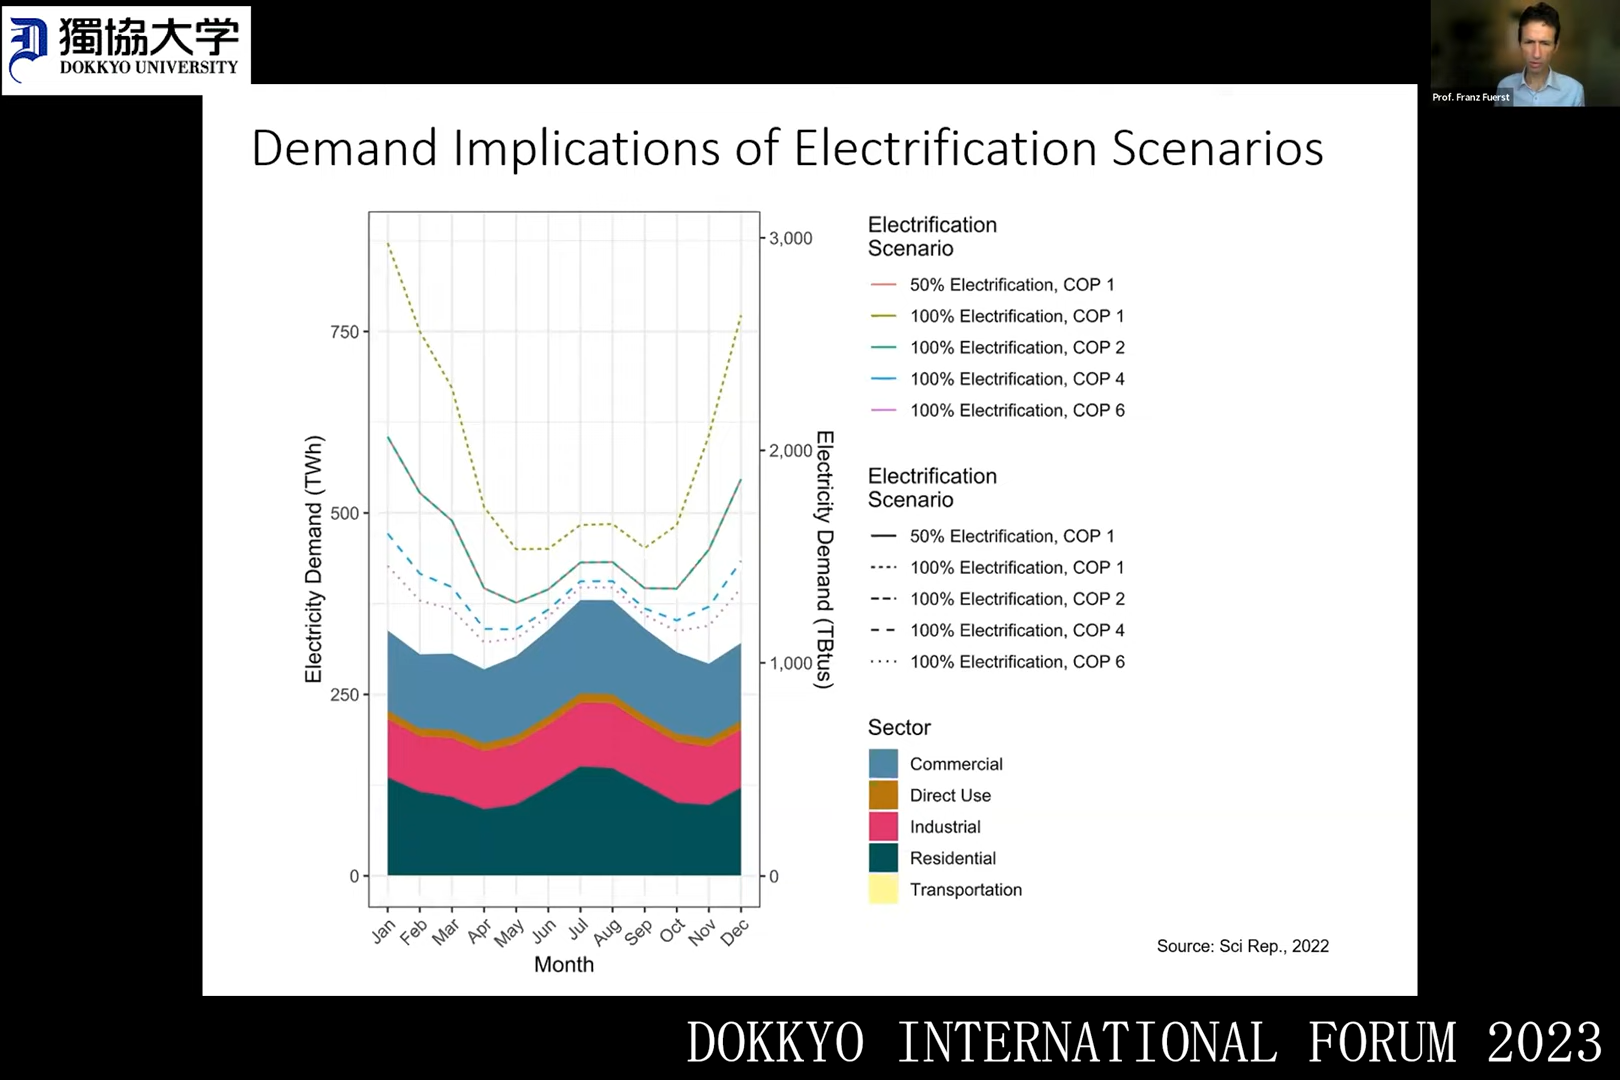 獨協大学
DOKKYO UNIVERSITY
Prof. Franz Fuerst
Demand Implications of Electrification Scenarios
Electricity Demand (TWh)
750
500
250
0
3,000
2,000
1,000
0
Electricity Demand (TBtus)
Jan
Feb
Mar
Apr
May
Jun
Jul
Aug
Sep
Oct
Nov
Dec
Month
Electrification
Scenario
50% Electrification, COP 1
100% Electrification, COP 1
100% Electrification, COP 2
100% Electrification, COP 4
100% Electrification, COP 6
Electrification
Scenario
50% Electrification, COP 1
100% Electrification, COP 1
100% Electrification, COP 2
100% Electrification, COP 4
100% Electrification, COP 6
Sector
Commercial
Direct Use
Industrial
Residential
Transportation
Source: Sci Rep., 2022
DOKKYO INTERNATIONAL FORUM 2023